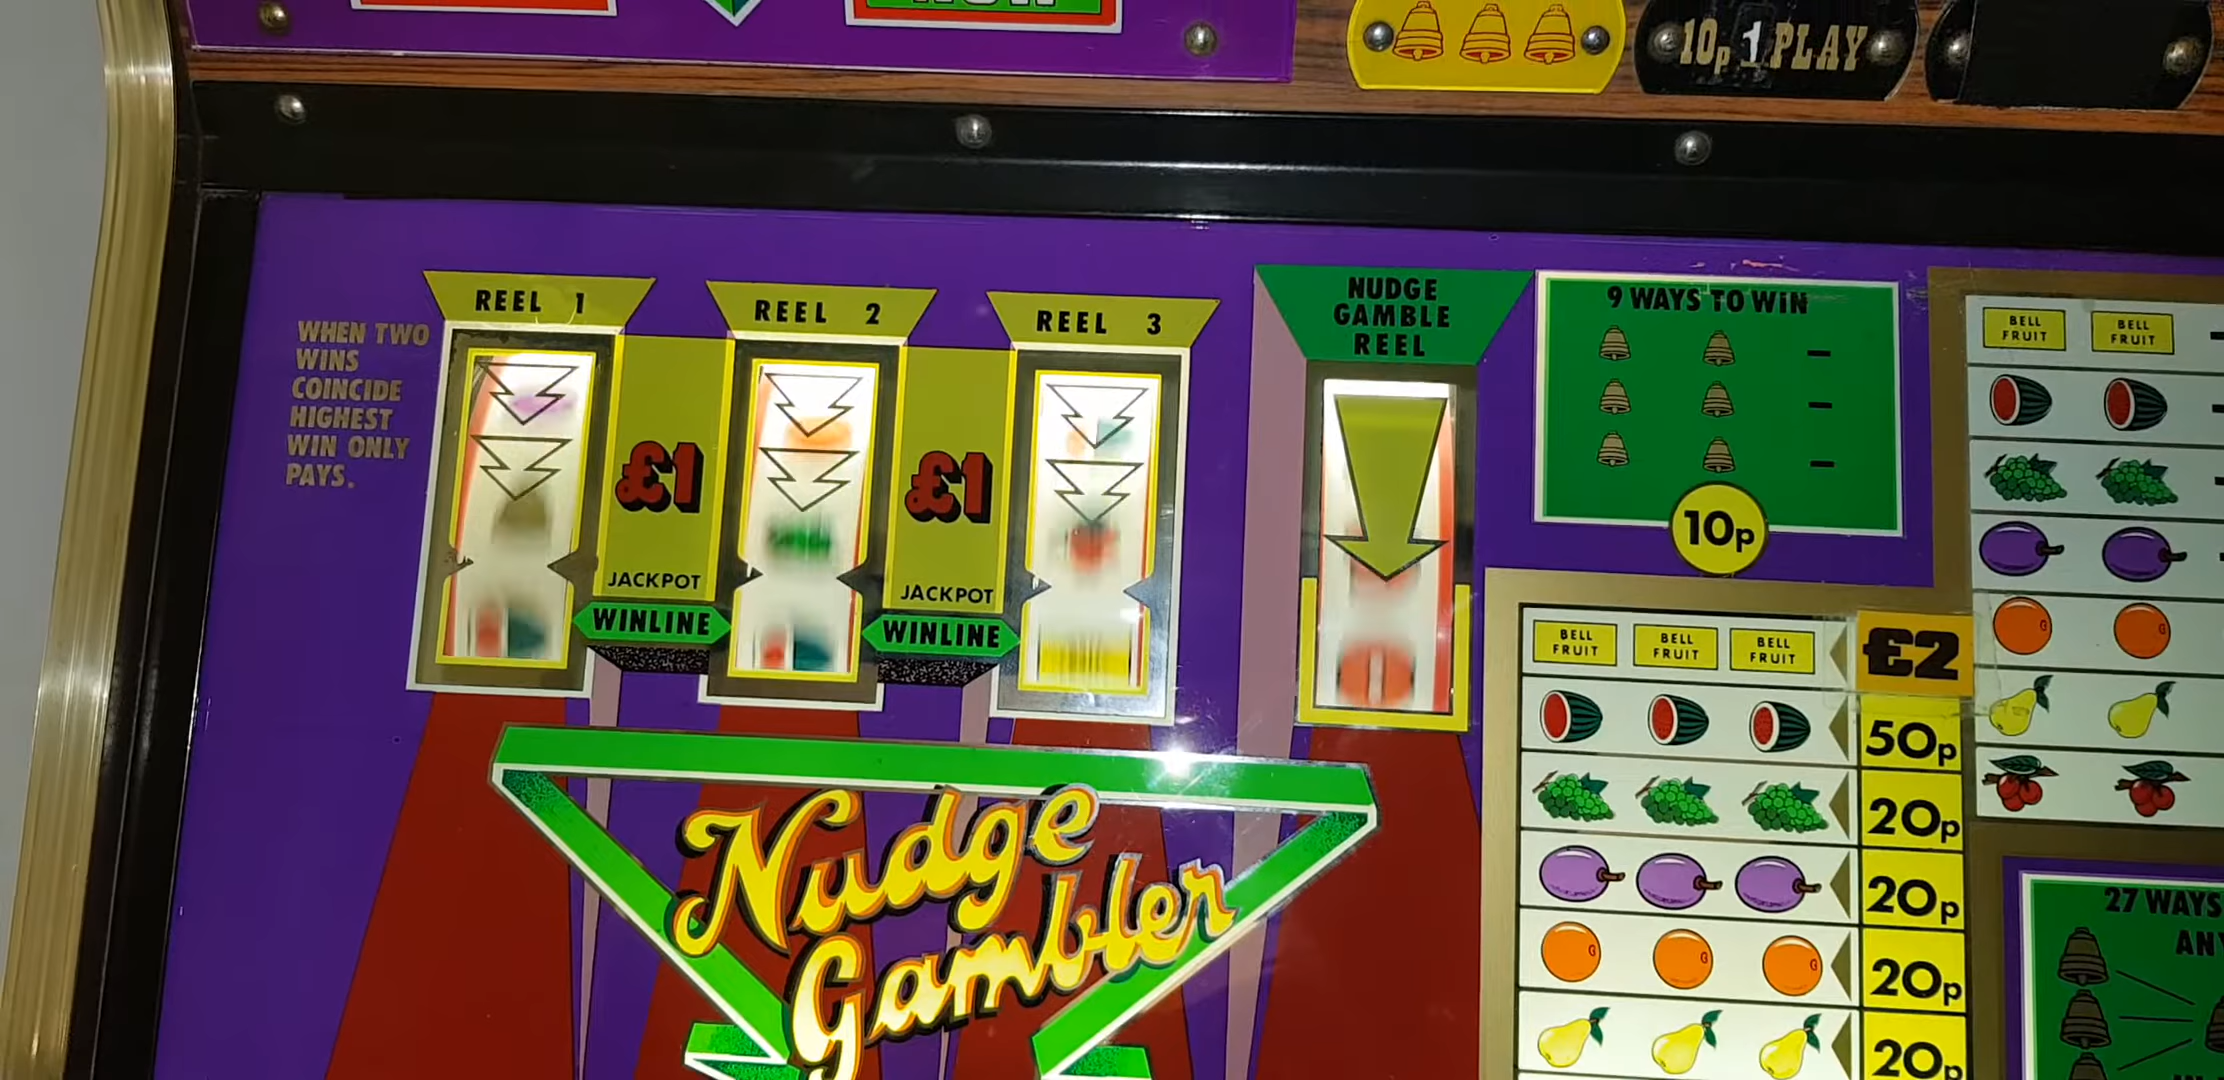 10p 1 PLAY
REEL 1
REEL 2
REEL 3
NUDGE
GAMBLE
REEL
WHEN TWO
WINS
COINCIDE
HIGHEST
WIN ONLY
PAYS.
£1
£1
JACKPOT
JACKPOT
WINLINE
WINLINE
9 WAYS TO WIN
10p
BELL
FRUIT
BELL
FRUIT
BELL
FRUIT
BELL
FRUIT
BELL
FRUIT
£2
50p
20p
20p
20p
20p
Nudge
Gambler
27 WAYS